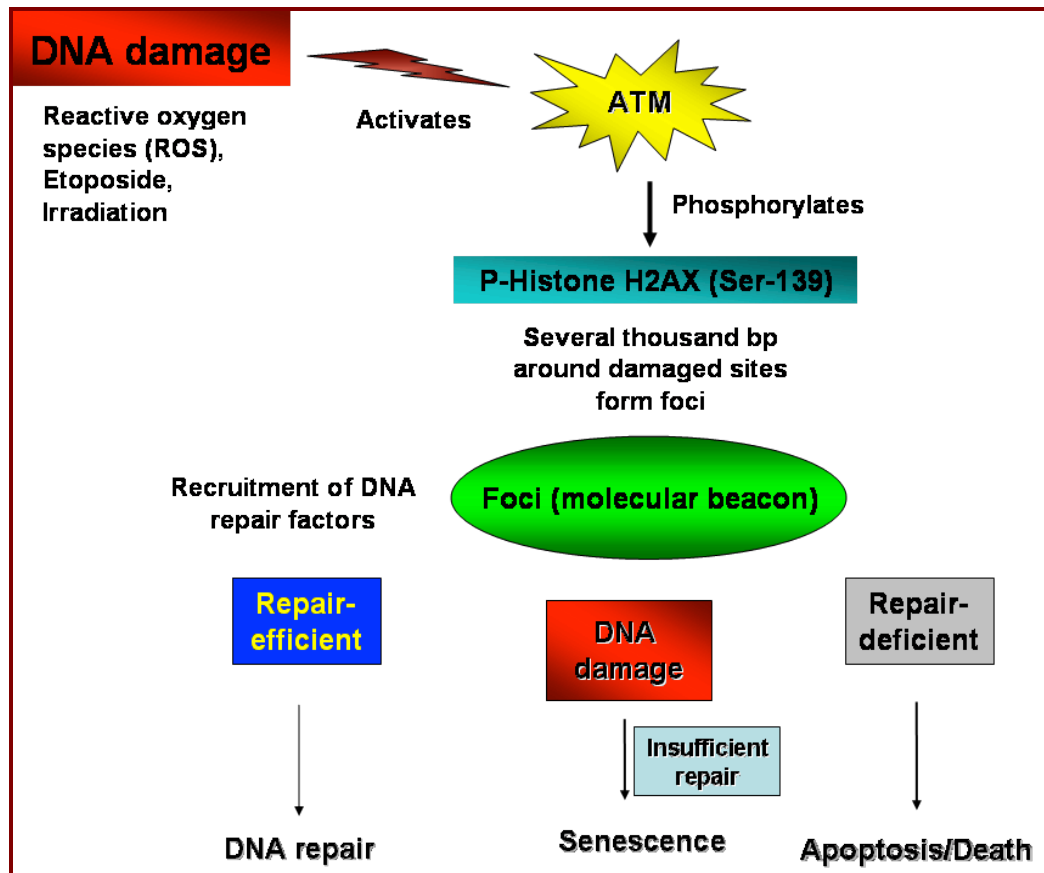 DNA damage
Reactive oxygen
species (ROS),
Etoposide,
Irradiation
Activates
ATM
Phosphorylates
P-Histone H2AX (Ser-139)
Several thousand bp
around damaged sites
form foci
Recruitment of DNA
repair factors
Foci (molecular beacon)
Repair-
efficient
DNA
damage
Repair-
deficient
Insufficient
repair
DNA repair
Senescence
Apoptosis/Death